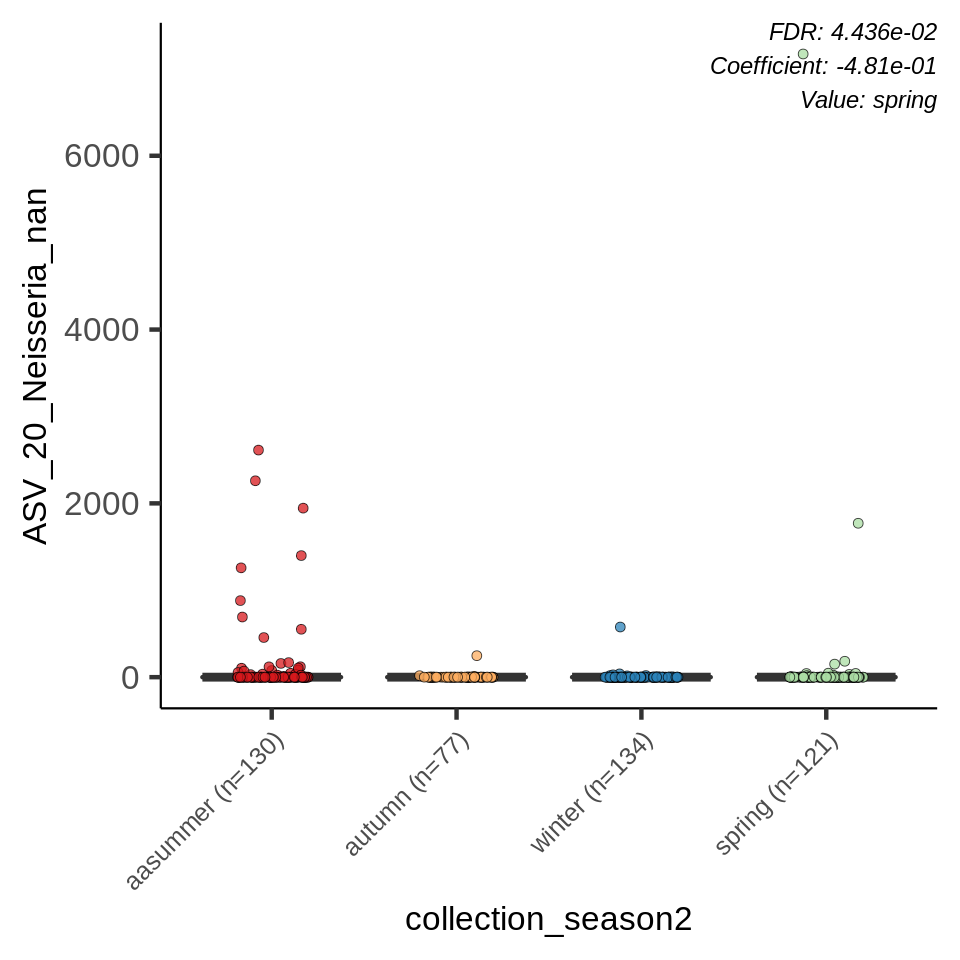 FDR: 4.436e-02
Coefficient: -4.81e-01
Value: spring
ASV_20_Neisseria_nan
6000
4000
2000
0
aasummer (n=130)
autumn (n=77)
winter (n=134)
spring (n=121)
collection_season2